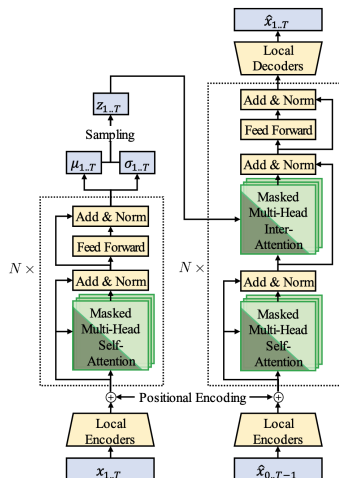 x̂₁..T
Local
Decoders
Add & Norm
Feed Forward
Add & Norm
Masked
Multi-Head
Inter-
Attention
N ×
Add & Norm
Masked
Multi-Head
Self-
Attention
z₁..T
Sampling
μ₁..T
σ₁..T
Add & Norm
Feed Forward
N ×
Add & Norm
Masked
Multi-Head
Self-
Attention
Positional Encoding
Local
Encoders
Local
Encoders
x₁..T
x̂₀..T−1